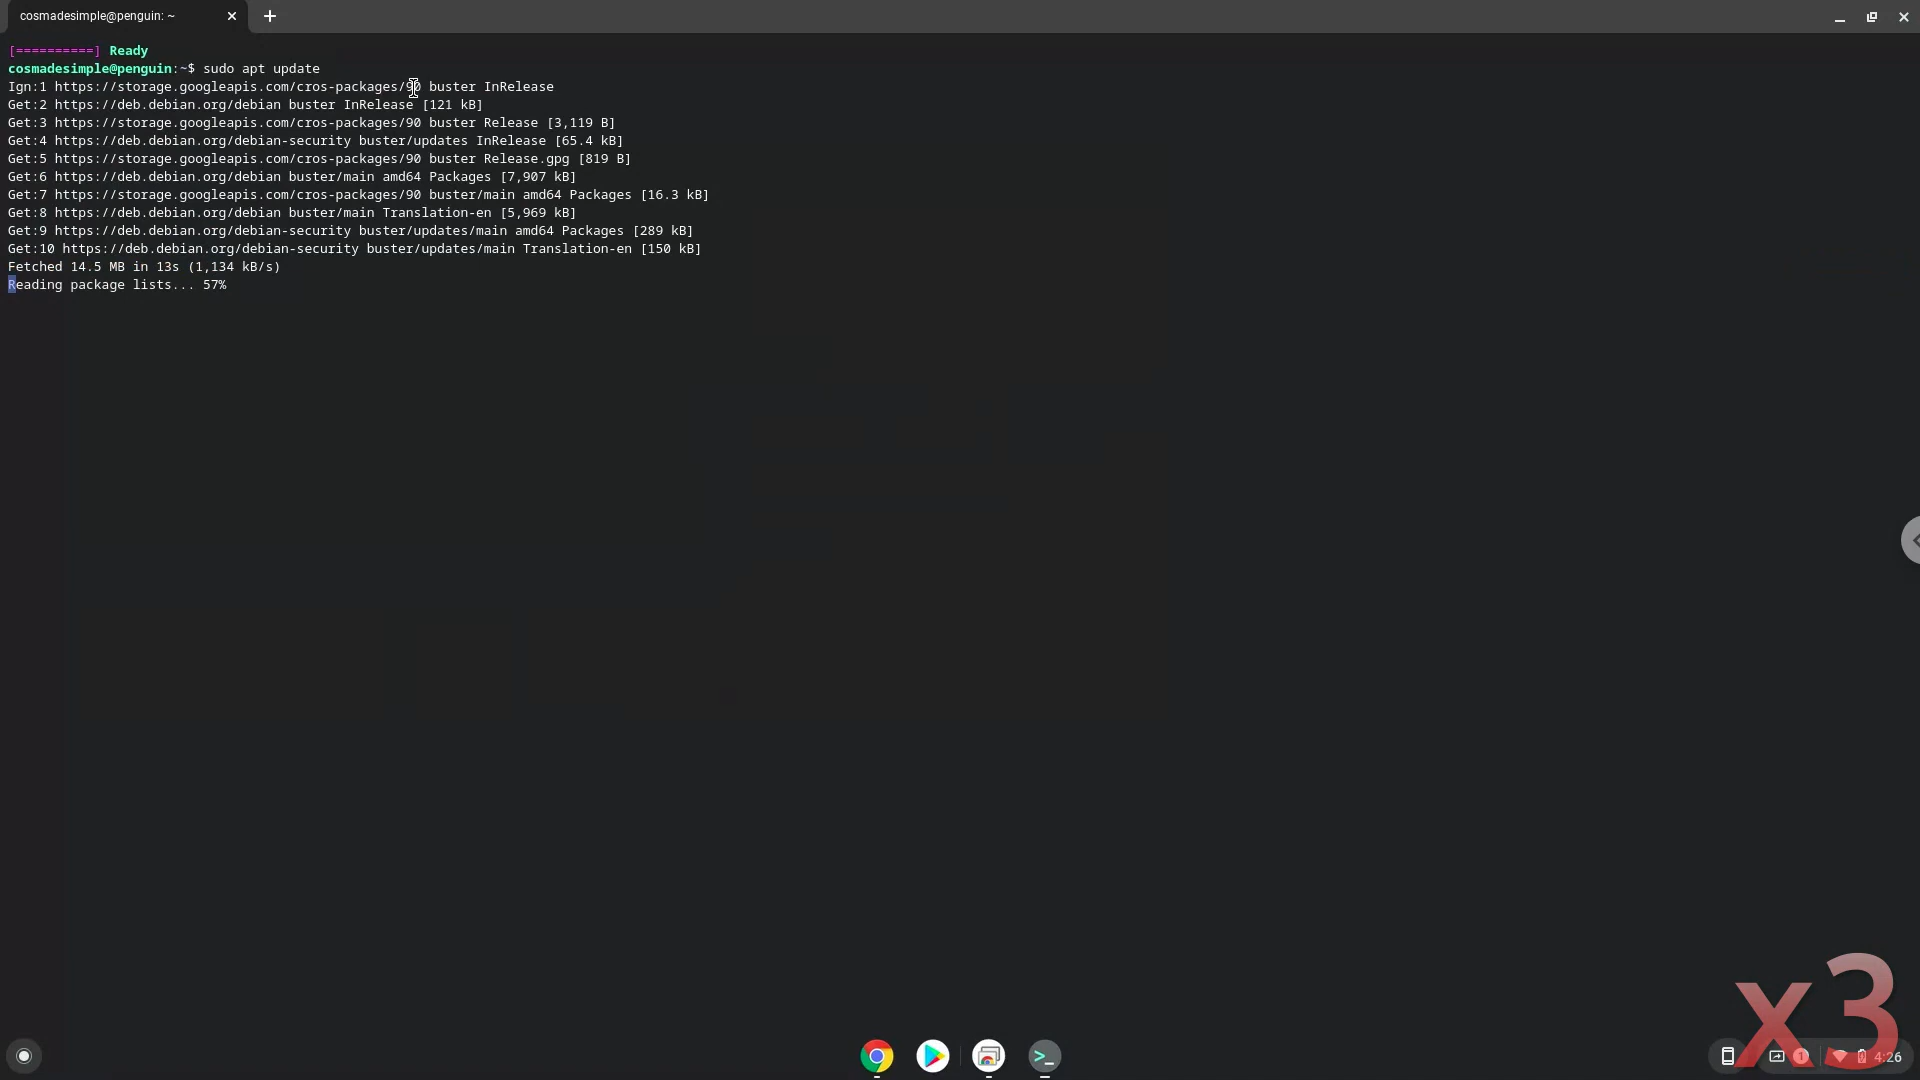 cosmadesimple@penguin: ~
[==========] Ready
cosmadesimple@penguin:~$ sudo apt update
Ign:1 https://storage.googleapis.com/cros-packages/90 buster InRelease
Get:2 https://deb.debian.org/debian buster InRelease [121 kB]
Get:3 https://storage.googleapis.com/cros-packages/90 buster Release [3,119 B]
Get:4 https://deb.debian.org/debian-security buster/updates InRelease [65.4 kB]
Get:5 https://storage.googleapis.com/cros-packages/90 buster Release.gpg [819 B]
Get:6 https://deb.debian.org/debian buster/main amd64 Packages [7,907 kB]
Get:7 https://storage.googleapis.com/cros-packages/90 buster/main amd64 Packages [16.3 kB]
Get:8 https://deb.debian.org/debian buster/main Translation-en [5,969 kB]
Get:9 https://deb.debian.org/debian-security buster/updates/main amd64 Packages [289 kB]
Get:10 https://deb.debian.org/debian-security buster/updates/main Translation-en [150 kB]
Fetched 14.5 MB in 13s (1,134 kB/s)
Reading package lists... 57%
x3
>_
1
4:26